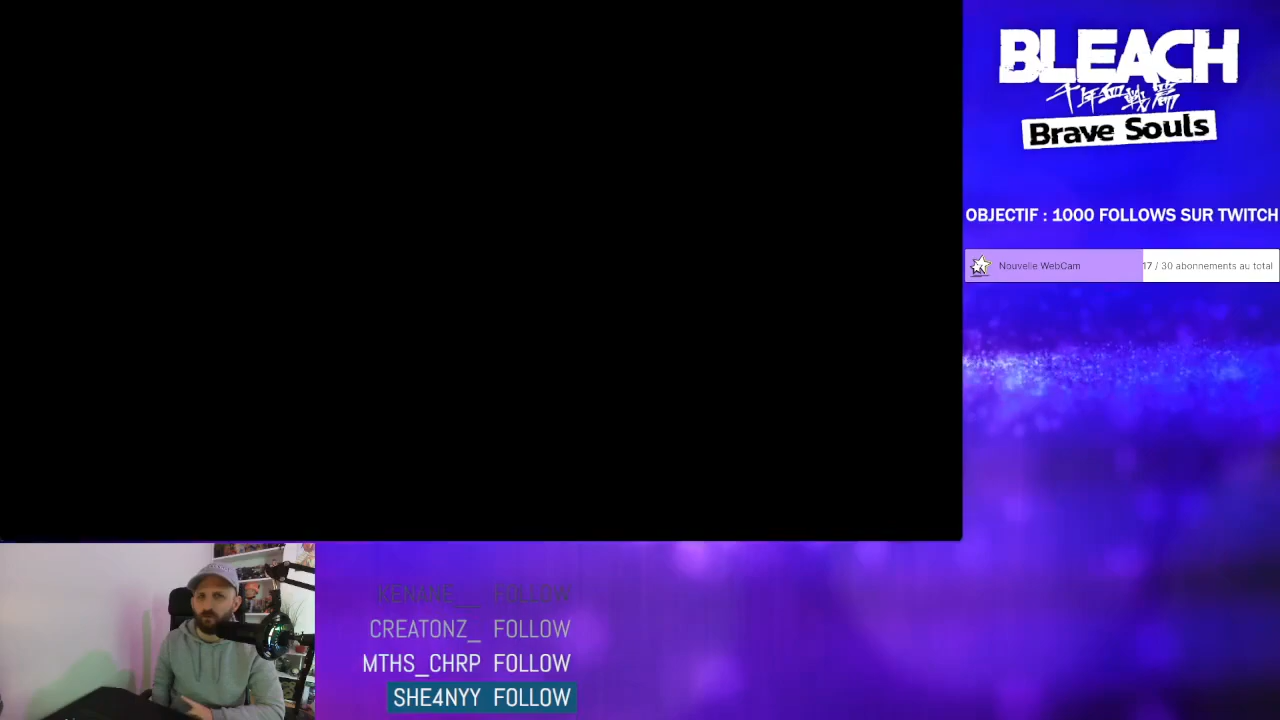 BLEACH
千年血戦篇
Brave Souls
OBJECTIF : 1000 FOLLOWS SUR TWITCH
Nouvelle WebCam 17 / 30 abonnements au total
KENANE__ FOLLOW
CREATONZ_ FOLLOW
MTHS_CHRP FOLLOW
SHE4NYY FOLLOW